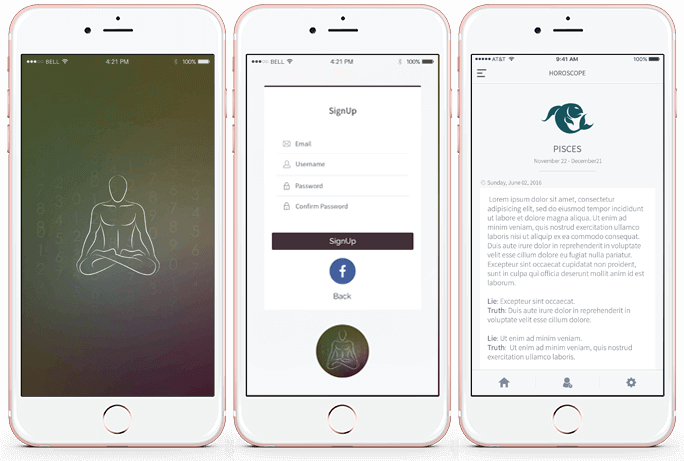 BELL
4:21 PM
100%
BELL
4:21 PM
100%
SignUp
Email
Username
Password
Confirm Password
SignUp
f
Back
AT&T
9:41 AM
100%
HOROSCOPE
PISCES
November 22 - December21
Sunday, June 02, 2016
Lorem ipsum dolor sit amet, consectetur
adipisicing elit, sed do eiusmod tempor incididunt
ut labore et dolore magna aliqua. Ut enim ad
minim veniam, quis nostrud exercitation ullamco
laboris nisi ut aliquip ex ea commodo consequat.
Duis aute irure dolor in reprehenderit in voluptate
velit esse cillum dolore eu fugiat nulla pariatur.
Excepteur sint occaecat cupidatat non proident,
sunt in culpa qui officia deserunt mollit anim id est
laborum.
Lie: Excepteur sint occaecat.
Truth: Duis aute irure dolor in reprehenderit in
voluptate velit esse cillum dolore.
Lie: Ut enim ad minim veniam.
Truth: Ut enim ad minim veniam, quis nostrud
exercitation ullamco laboris.